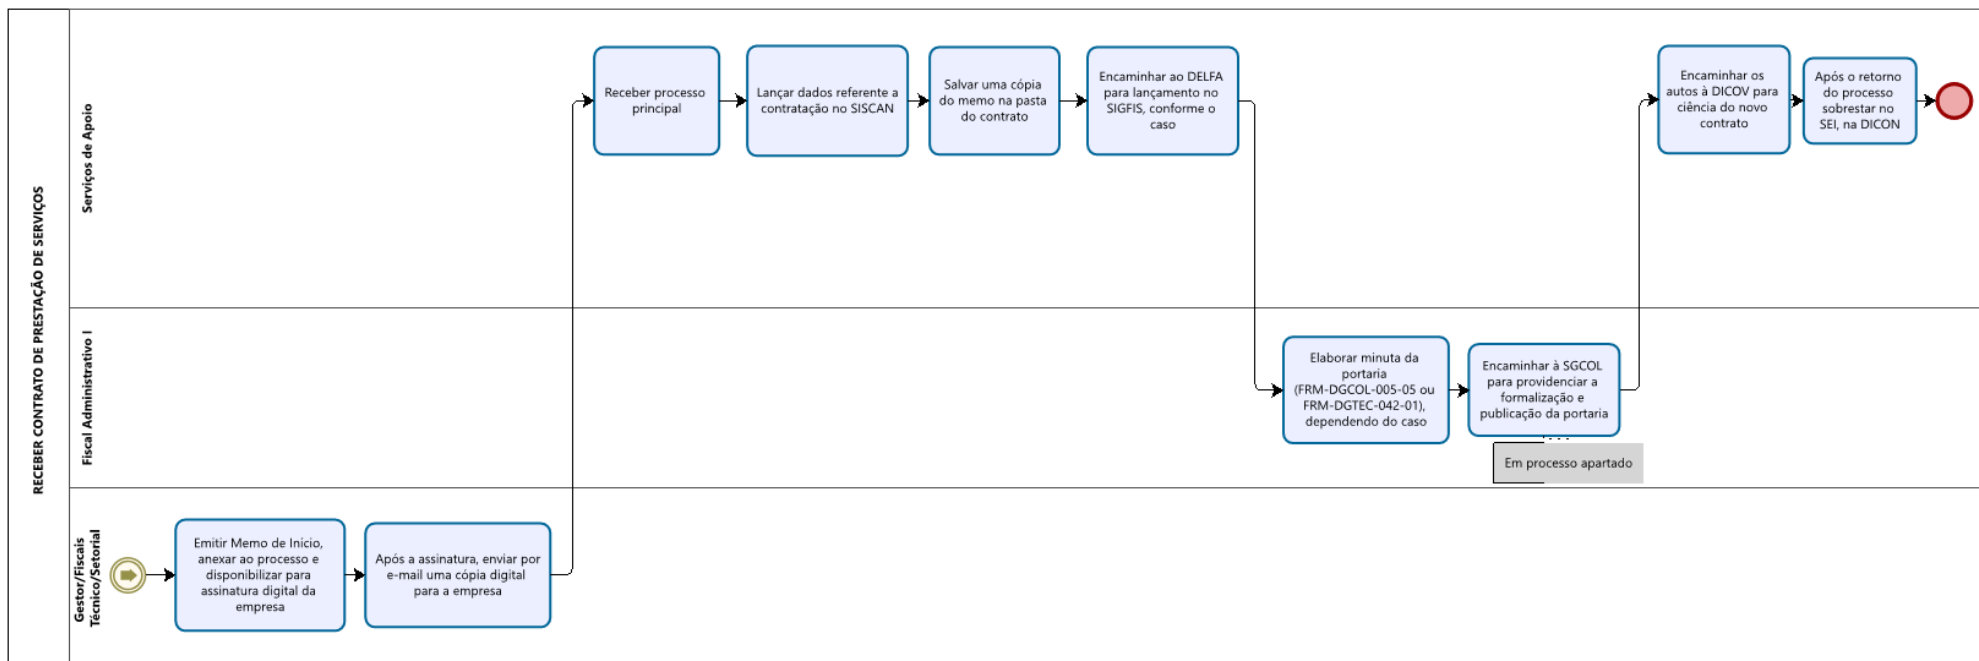 RECEBER CONTRATO DE PRESTAÇÃO DE SERVIÇOS
Serviços de Apoio
Receber processo
principal
Lançar dados referente a
contratação no SISCAN
Salvar uma cópia
do memo na pasta
do contrato
Encaminhar ao DELFA
para lançamento no
SIGFIS, conforme o
caso
Encaminhar os
autos à DICOV para
ciência do novo
contrato
Após o retorno
do processo
sobrestar no
SEI, na DICON
Fiscal Administrativo I
Elaborar minuta da
portaria
(FRM-DGCOL-005-05 ou
FRM-DGTEC-042-01),
dependendo do caso
Encaminhar à SGCOL
para providenciar a
formalização e
publicação da portaria
Em processo apartado
Gestor/Fiscais
Técnico/Setorial
Emitir Memo de Inicio,
anexar ao processo e
disponibilizar para
assinatura digital da
empresa
Após a assinatura, enviar por
e-mail uma cópia digital
para a empresa